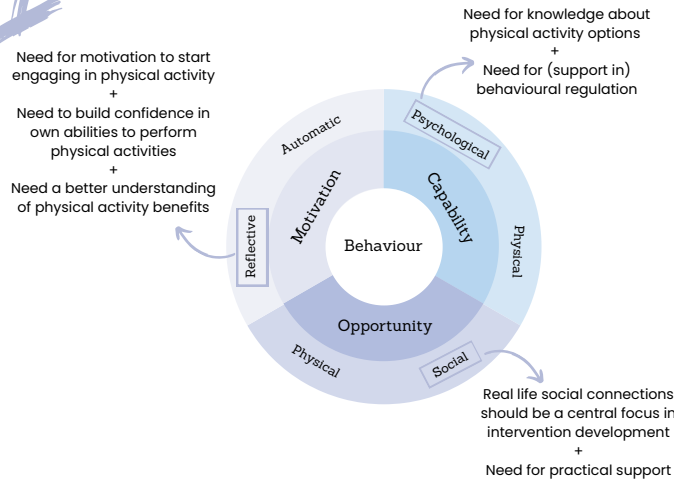 Need for knowledge about
physical activity options
+
Need for (support in)
behavioural regulation
Need for motivation to start
engaging in physical activity
+
Need to build confidence in
own abilities to perform
physical activities
+
Need a better understanding
of physical activity benefits
Automatic
Psychological
Motivation
Capability
Reflective
Behaviour
Physical
Opportunity
Physical
Social
Real life social connections
should be a central focus in
intervention development
+
Need for practical support